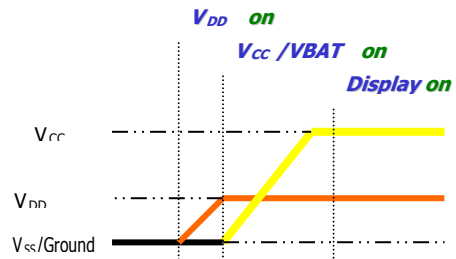 VDD on
VCC /VBAT on
Display on
VCC
VDD
VSS/Ground